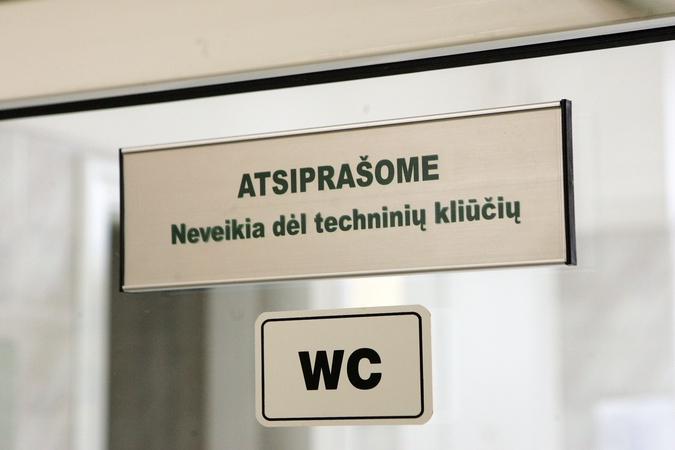 ATSIPRAŠOME
Neveikia dėl techninių kliūčių
WC